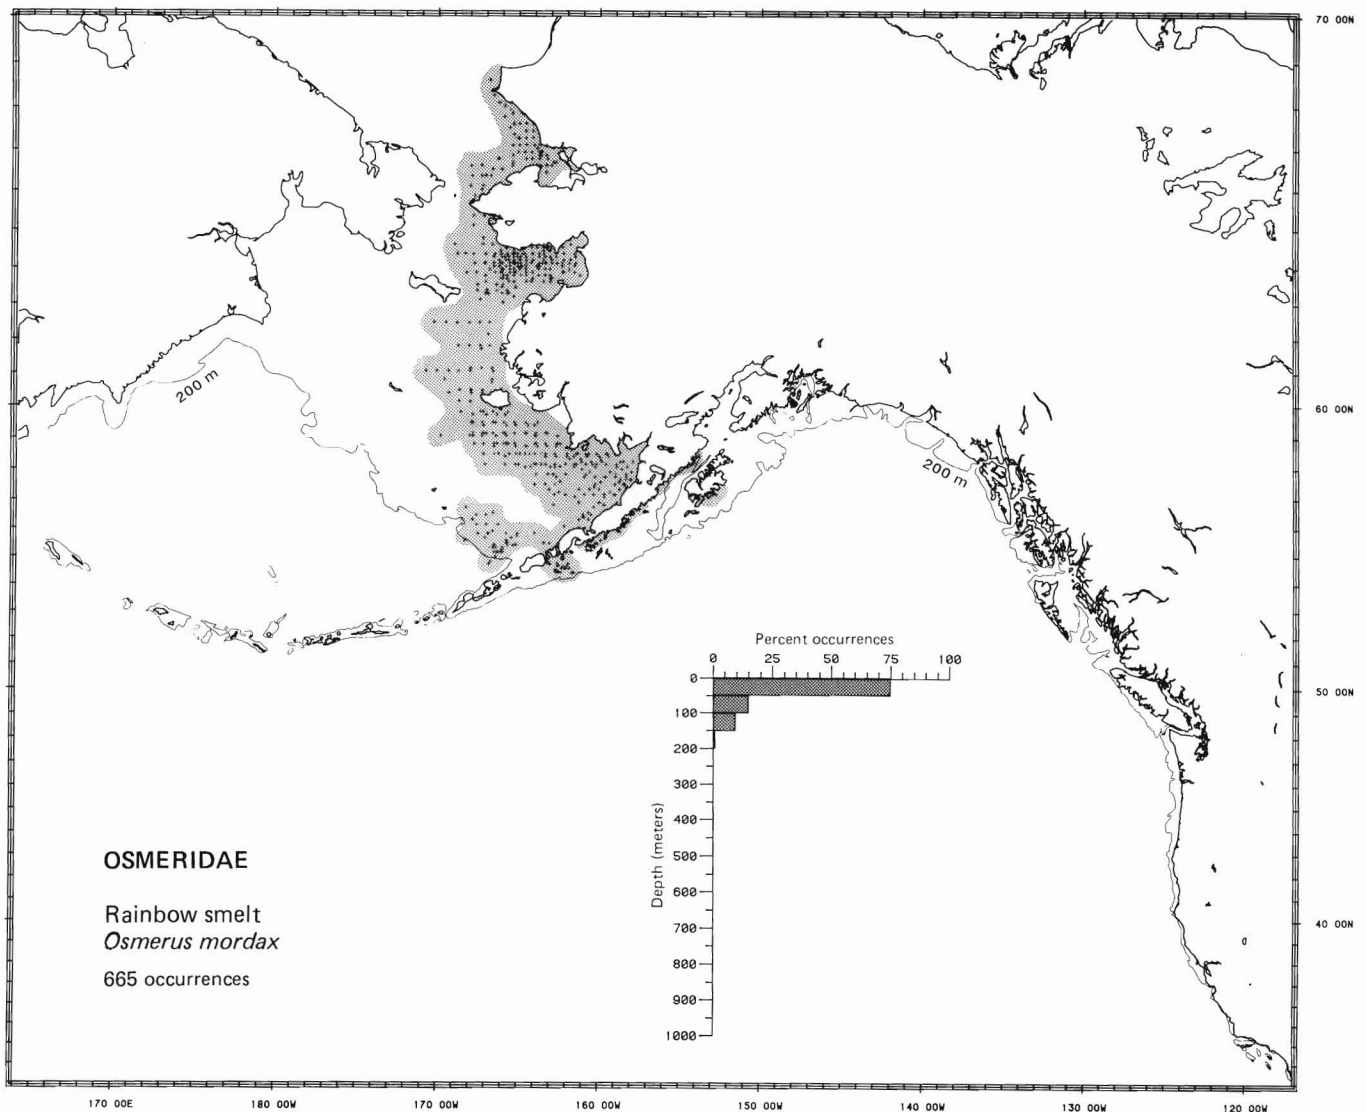 70 00N
200 m
60 00N
200 m
Percent occurrences
0 25 50 75 100
0
100
200
300
400
500
600
700
800
900
1000
Depth (meters)
50 00N
OSMERIDAE
Rainbow smelt
Osmerus mordax
665 occurrences
40 00N
170 00E 180 00W 170 00W 160 00W 150 00W 140 00W 130 00W 120 00W